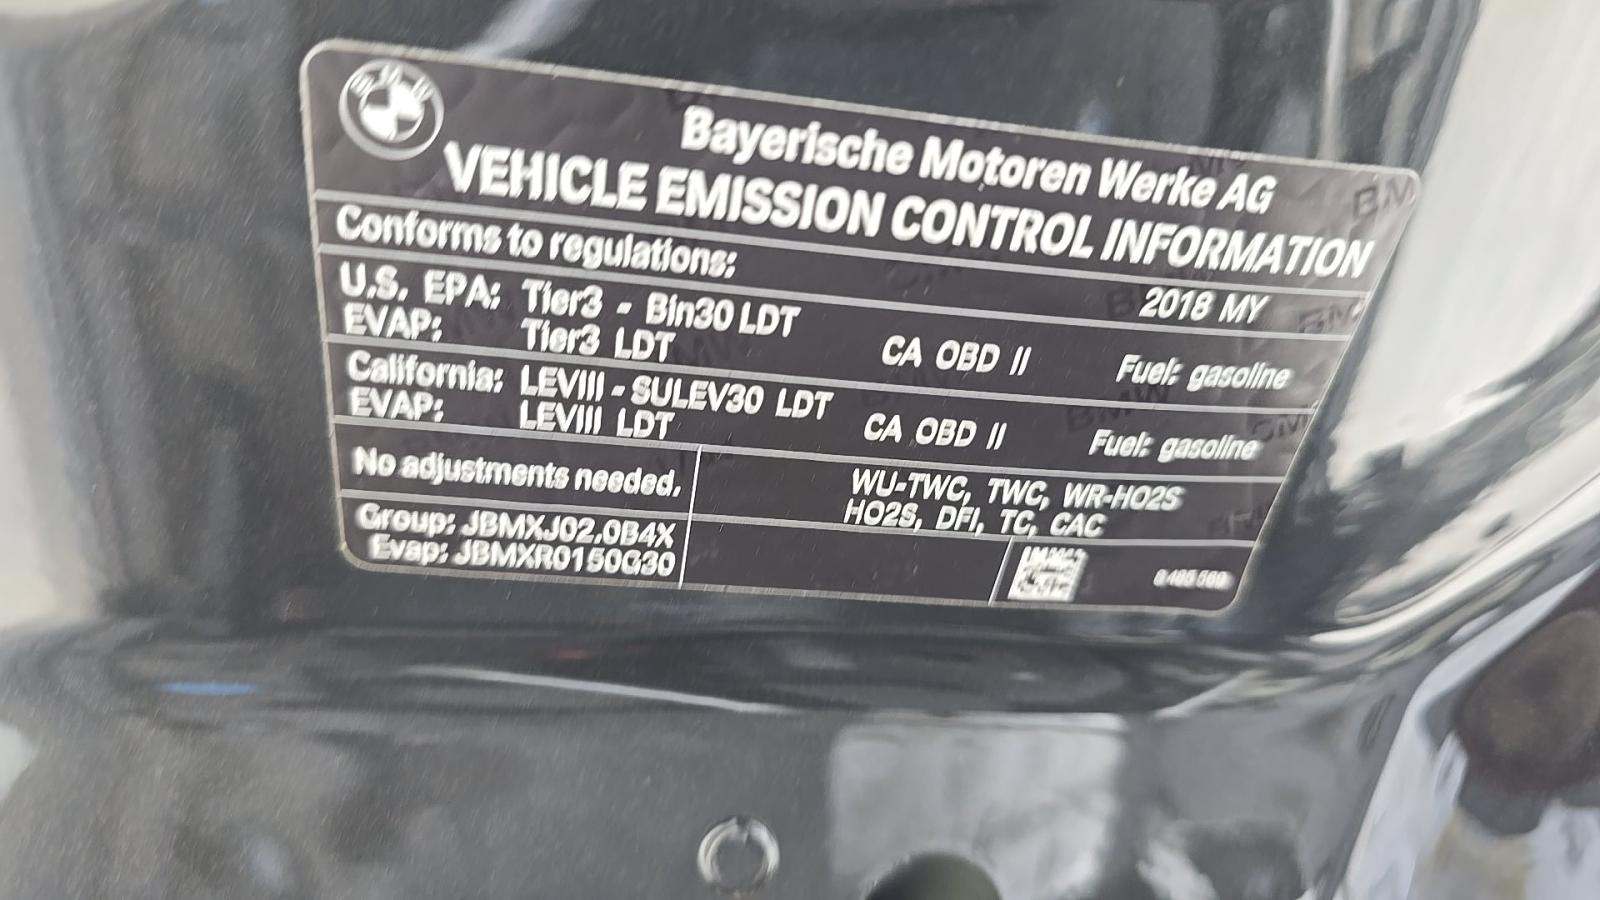 BMW
Bayerische Motoren Werke AG
VEHICLE EMISSION CONTROL INFORMATION
Conforms to regulations: 2018 MY
U.S. EPA: Tier3 - Bin30 LDT
EVAP: Tier3 LDT CA OBD II Fuel: gasoline
California: LEVIII - SULEV30 LDT
EVAP: LEVIII LDT CA OBD II Fuel: gasoline
No adjustments needed. WU-TWC, TWC, WR-HO2S
HO2S, DFI, TC, CAC
Group: JBMXJ02.0B4X
Evap: JBMXR0150G30